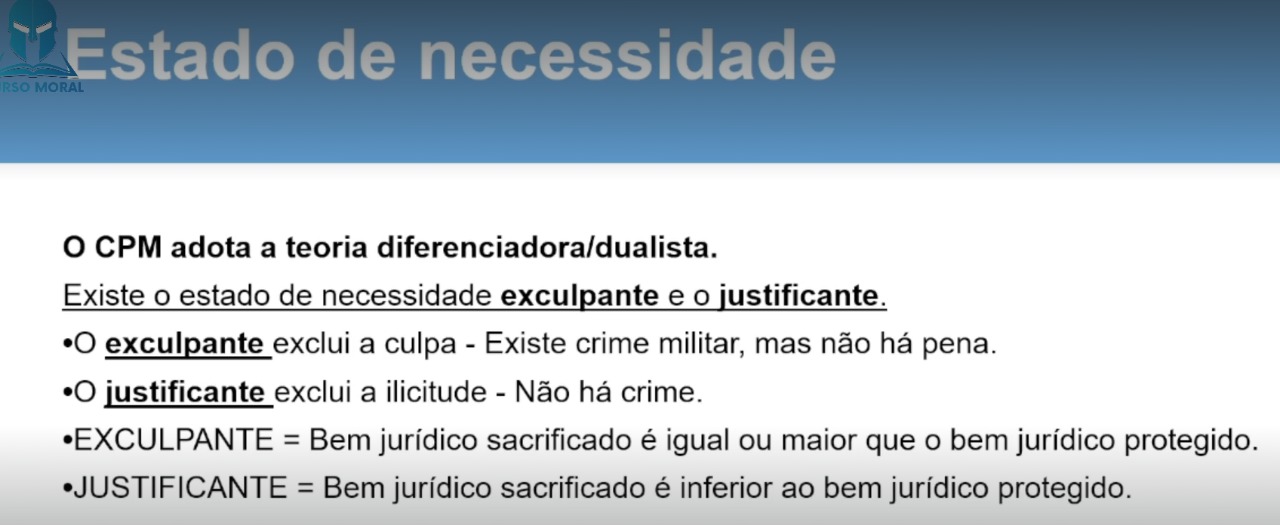 Estado de necessidade
RSO MORAL
O CPM adota a teoria diferenciadora/dualista.
Existe o estado de necessidade exculpante e o justificante.
•O exculpante exclui a culpa - Existe crime militar, mas não há pena.
•O justificante exclui a ilicitude - Não há crime.
•EXCULPANTE = Bem jurídico sacrificado é igual ou maior que o bem jurídico protegido.
•JUSTIFICANTE = Bem jurídico sacrificado é inferior ao bem jurídico protegido.